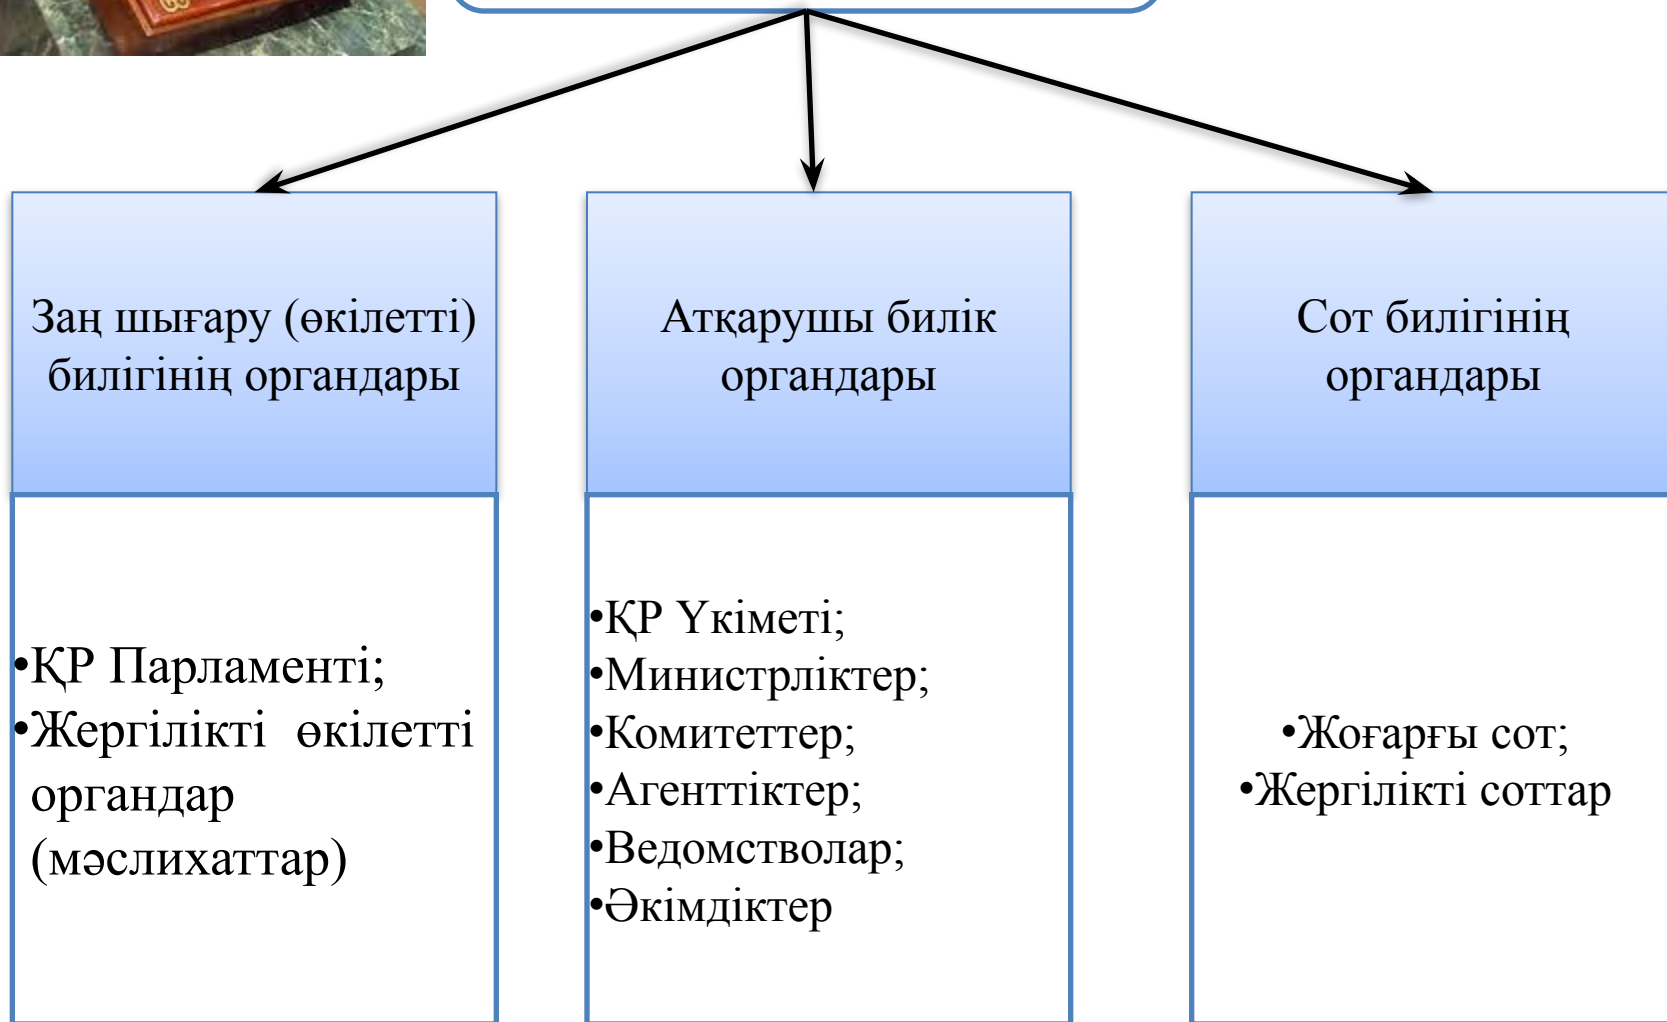 Заң шығару (өкілетті)
билігінің органдары
•ҚР Парламенті;
•Жергілікті өкілетті
органдар
(мәслихаттар)
Атқарушы билік
органдары
•ҚР Үкіметі;
•Министрліктер;
•Комитеттер;
•Агенттіктер;
•Ведомстволар;
•Әкімдіктер
Сот билігінің
органдары
•Жоғарғы сот;
•Жергілікті соттар